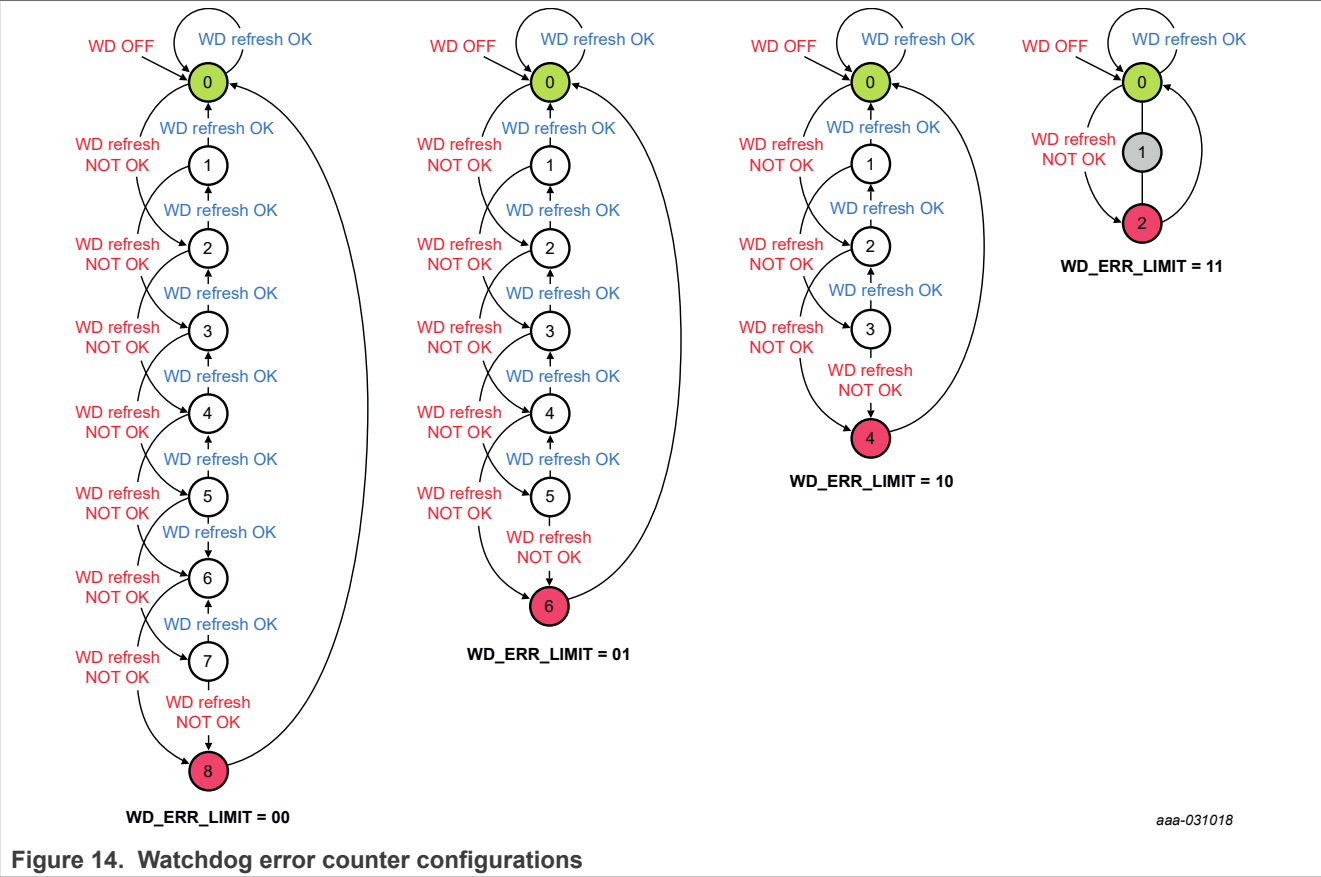 WD OFF
WD refresh OK
0
WD refresh OK
WD refresh
NOT OK
1
WD refresh OK
2
WD refresh
NOT OK
WD refresh OK
3
WD refresh
NOT OK
WD refresh OK
4
WD refresh
NOT OK
WD refresh OK
5
WD refresh
NOT OK
WD refresh OK
6
WD refresh
NOT OK
WD refresh OK
7
WD refresh
NOT OK
WD refresh
NOT OK
8
WD_ERR_LIMIT = 00
WD OFF
WD refresh OK
0
WD refresh OK
WD refresh
NOT OK
1
WD refresh OK
2
WD refresh
NOT OK
WD refresh OK
3
WD refresh
NOT OK
WD refresh OK
4
WD refresh
NOT OK
WD refresh OK
5
WD refresh
NOT OK
WD refresh
NOT OK
6
WD_ERR_LIMIT = 01
WD OFF
WD refresh OK
0
WD refresh OK
WD refresh
NOT OK
1
WD refresh OK
2
WD refresh
NOT OK
WD refresh OK
3
WD refresh
NOT OK
WD refresh
NOT OK
4
WD_ERR_LIMIT = 10
WD OFF
WD refresh OK
0
WD refresh
NOT OK
1
2
WD_ERR_LIMIT = 11
aaa-031018
Figure 14. Watchdog error counter configurations